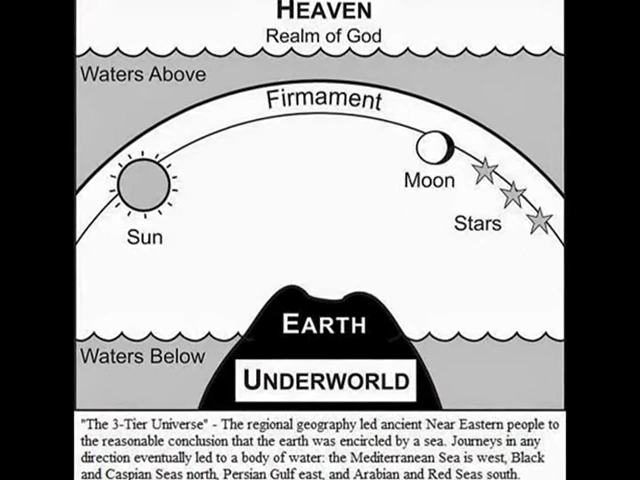 HEAVEN
Realm of God
Waters Above
Firmament
Moon
Stars
Sun
EARTH
Waters Below
UNDERWORLD
"The 3-Tier Universe" - The regional geography led ancient Near Eastern people to
the reasonable conclusion that the earth was encircled by a sea. Journeys in any
direction eventually led to a body of water: the Mediterranean Sea is west, Black
and Caspian Seas north, Persian Gulf east, and Arabian and Red Seas south.